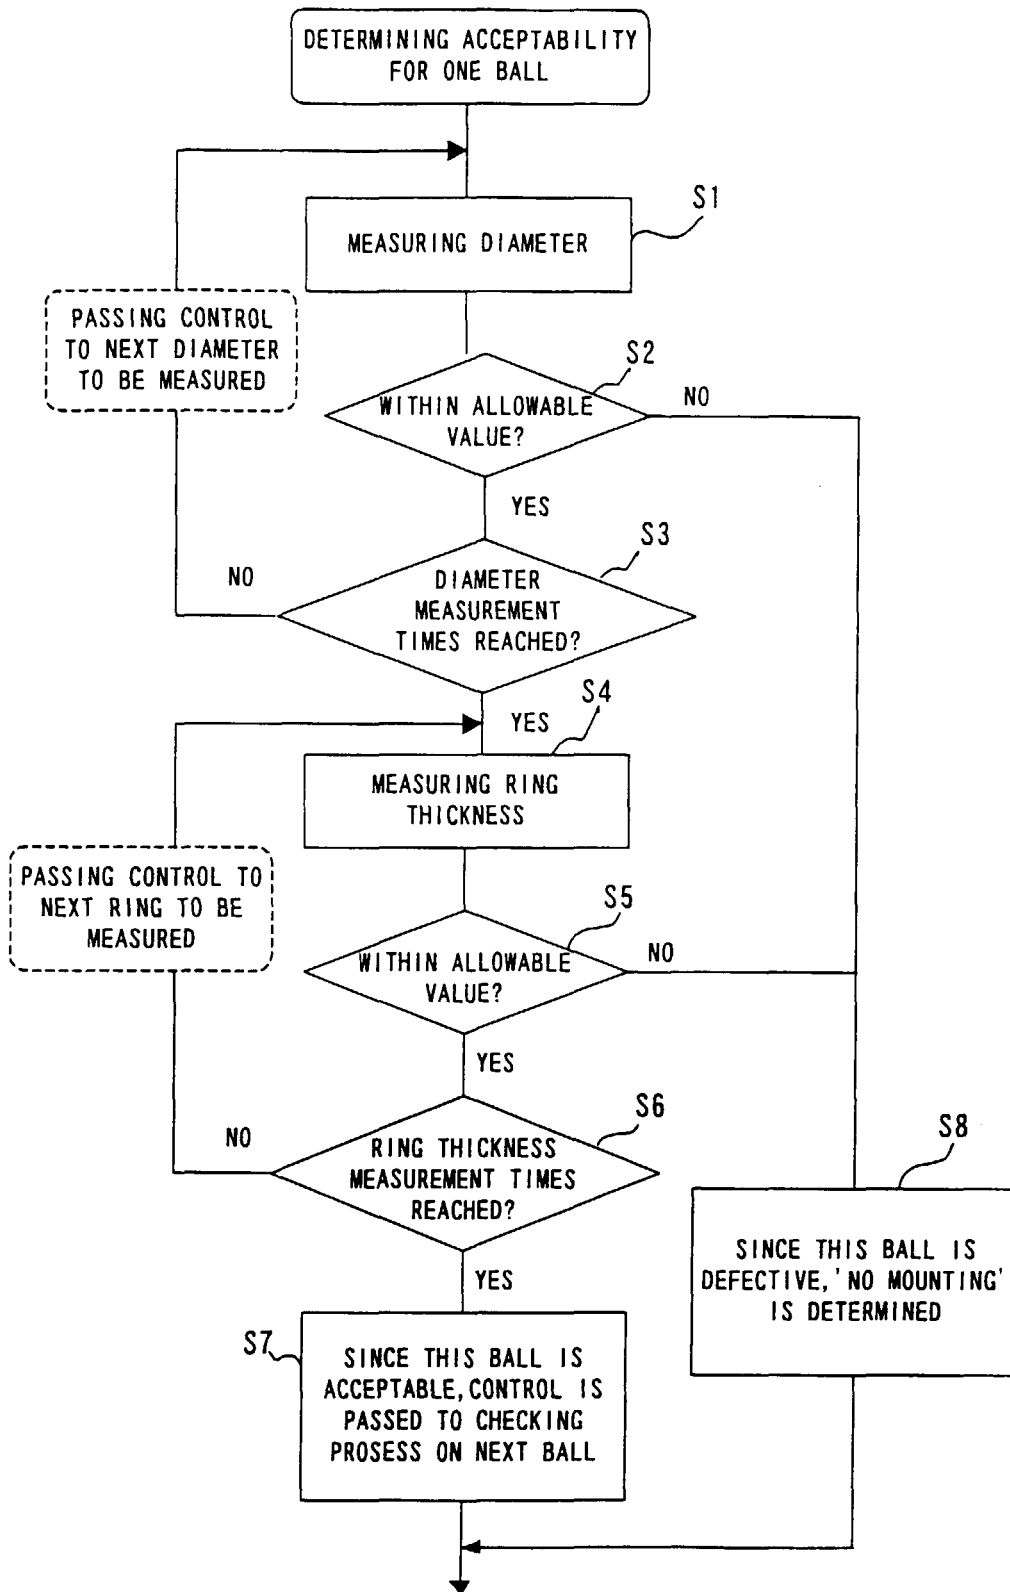 DETERMINING ACCEPTABILITY
FOR ONE BALL
S1
MEASURING DIAMETER
PASSING CONTROL
TO NEXT DIAMETER
TO BE MEASURED
S2
WITHIN ALLOWABLE
VALUE?
NO
YES
S3
DIAMETER
MEASUREMENT
TIMES REACHED?
NO
YES
S4
MEASURING RING
THICKNESS
PASSING CONTROL TO
NEXT RING TO BE
MEASURED
S5
WITHIN ALLOWABLE
VALUE?
NO
YES
S6
RING THICKNESS
MEASUREMENT TIMES
REACHED?
NO
YES
S8
SINCE THIS BALL IS
DEFECTIVE, 'NO MOUNTING'
IS DETERMINED
S7
SINCE THIS BALL IS
ACCEPTABLE, CONTROL IS
PASSED TO CHECKING
PROSESS ON NEXT BALL